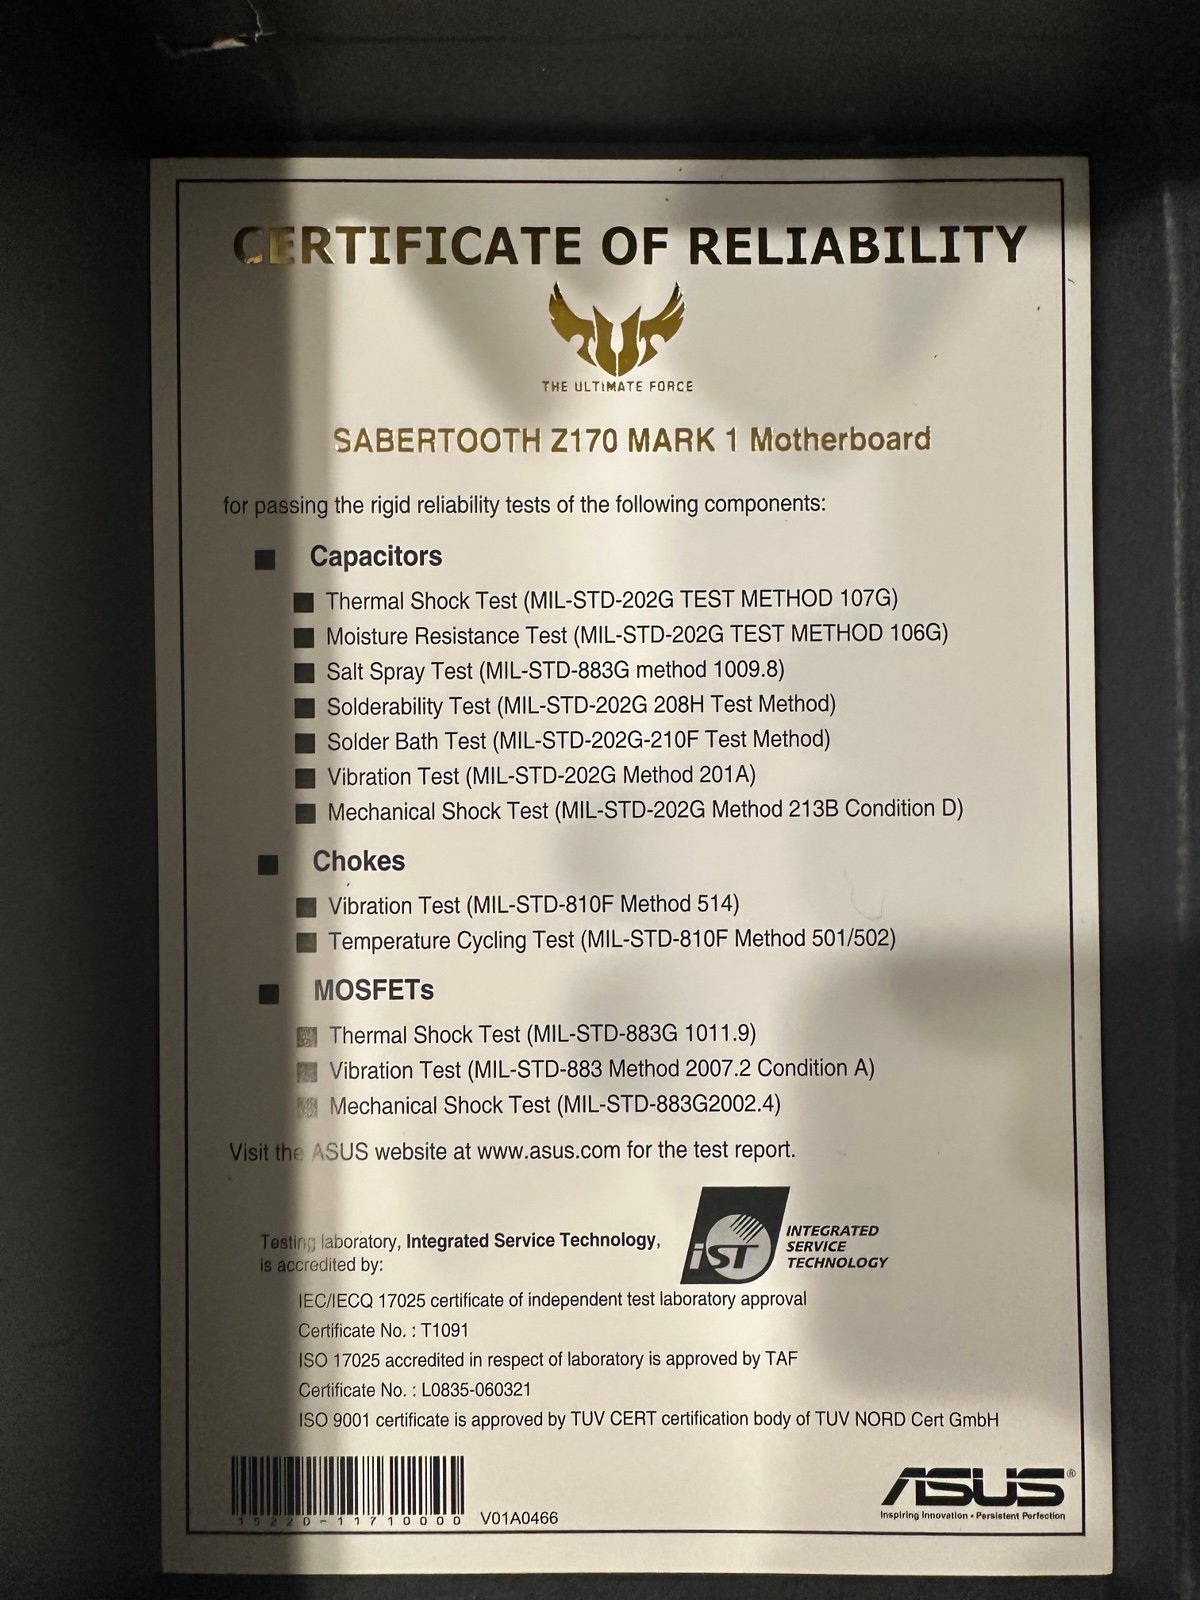 CERTIFICATE OF RELIABILITY
TUF
THE ULTIMATE FORCE
SABERTOOTH Z170 MARK 1 Motherboard
for passing the rigid reliability tests of the following components:
Capacitors
Thermal Shock Test (MIL-STD-202G TEST METHOD 107G)
Moisture Resistance Test (MIL-STD-202G TEST METHOD 106G)
Salt Spray Test (MIL-STD-883G method 1009.8)
Solderability Test (MIL-STD-202G 208H Test Method)
Solder Bath Test (MIL-STD-202G-210F Test Method)
Vibration Test (MIL-STD-202G Method 201A)
Mechanical Shock Test (MIL-STD-202G Method 213B Condition D)
Chokes
Vibration Test (MIL-STD-810F Method 514)
Temperature Cycling Test (MIL-STD-810F Method 501/502)
MOSFETs
Thermal Shock Test (MIL-STD-883G 1011.9)
Vibration Test (MIL-STD-883 Method 2007.2 Condition A)
Mechanical Shock Test (MIL-STD-883G2002.4)
Visit the ASUS website at www.asus.com for the test report.
Testing laboratory, Integrated Service Technology,
is accredited by:
iST
INTEGRATED
SERVICE
TECHNOLOGY
IEC/IECQ 17025 certificate of independent test laboratory approval
Certificate No. : T1091
ISO 17025 accredited in respect of laboratory is approved by TAF
Certificate No. : L0835-060321
ISO 9001 certificate is approved by TUV CERT certification body of TUV NORD Cert GmbH
15220-11710000 V01A0466
ASUS®
Inspiring Innovation • Persistent Perfection